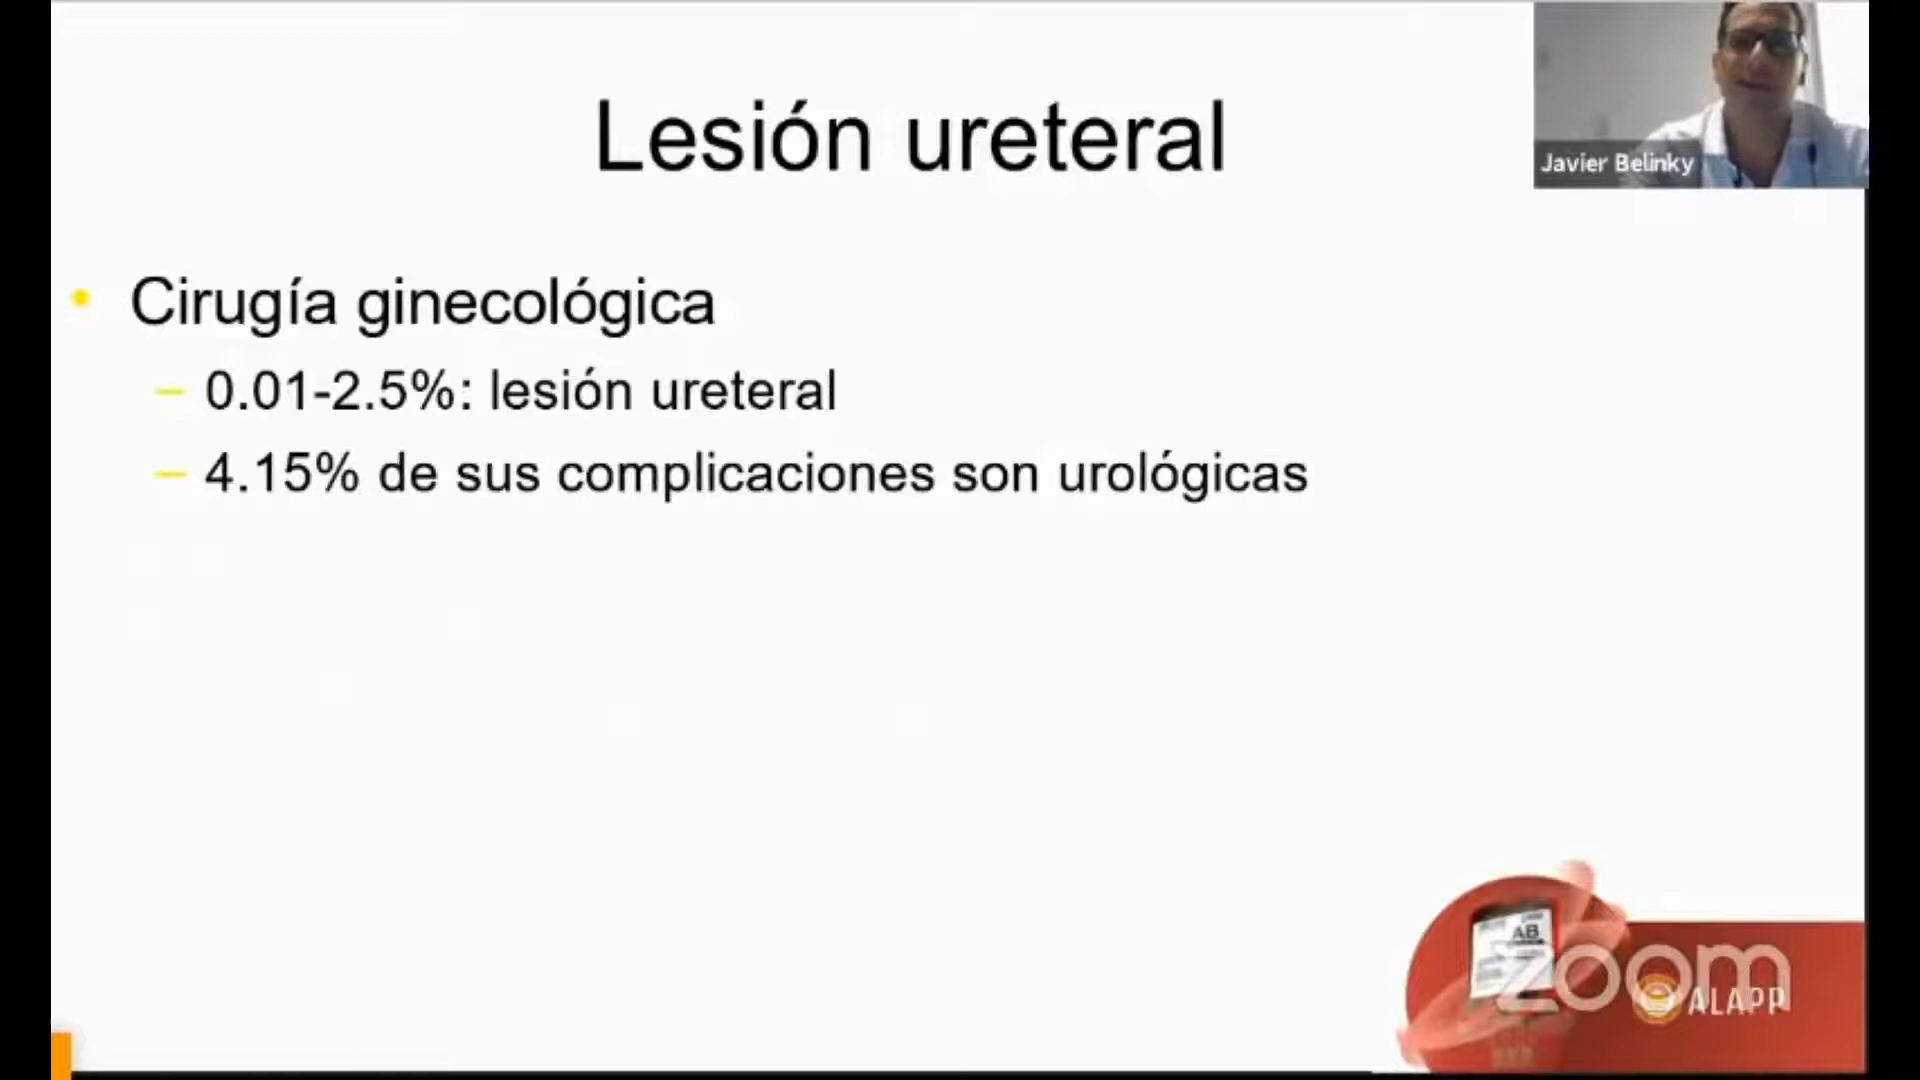 Lesión ureteral
Javier Belinky
• Cirugía ginecológica
– 0.01-2.5%: lesión ureteral
– 4.15% de sus complicaciones son urológicas
AB
zoom
ALAPP